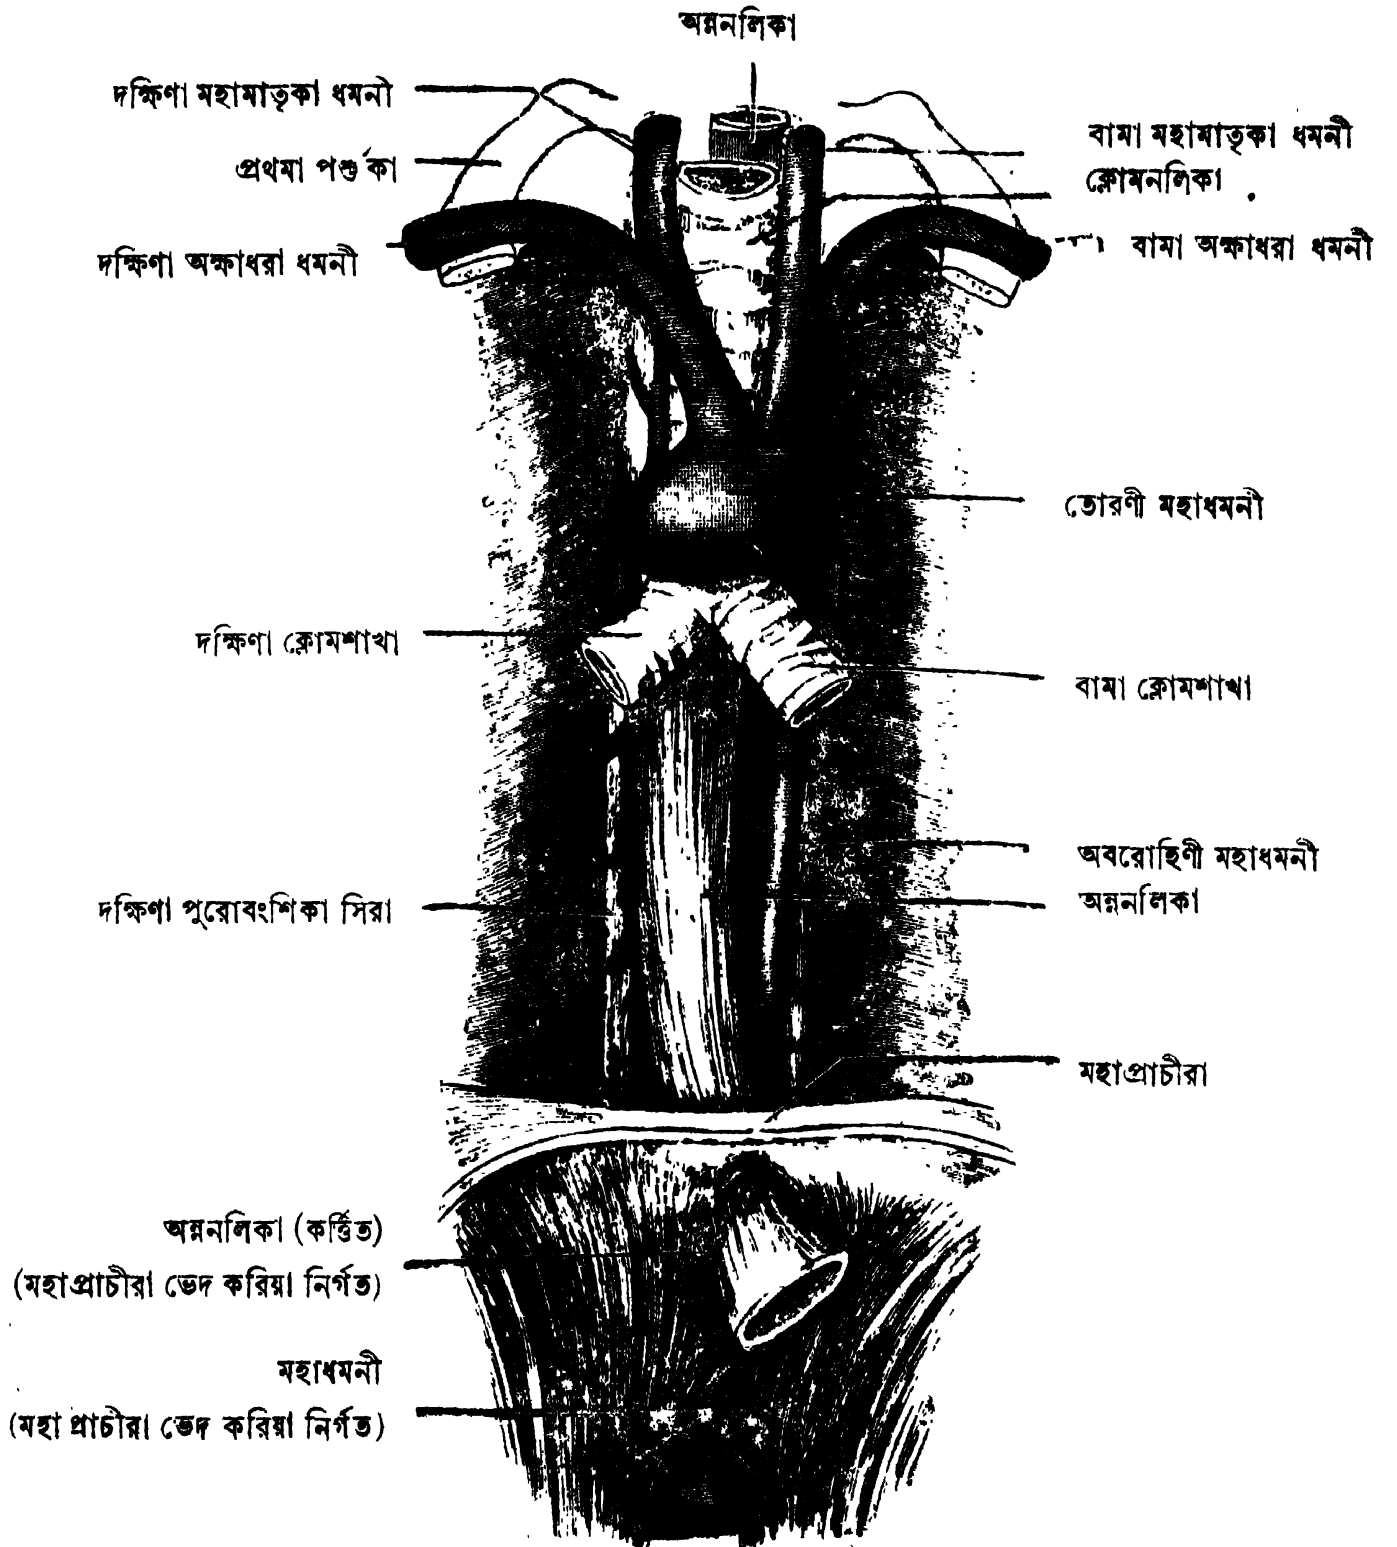 অন্ননলিকা
দক্ষিণা মহামাতৃকা ধমনী
প্রথমা পর্শুকা
দক্ষিণা অক্ষাধরা ধমনী
বামা মহামাতৃকা ধমনী
ক্লোমনলিকা
বামা অক্ষাধরা ধমনী
তোরণী মহাধমনী
দক্ষিণা ক্লোমশাখা
বামা ক্লোমশাখা
অবরোহিণী মহাধমনী
দক্ষিণা পুরোবংশিকা সিরা
অন্ননলিকা
মহাপ্রাচীরা
অন্ননলিকা (কর্ত্তিত)
(মহাপ্রাচীরা ভেদ করিয়া নির্গত)
মহাধমনী
(মহা প্রাচীরা ভেদ করিয়া নির্গত)